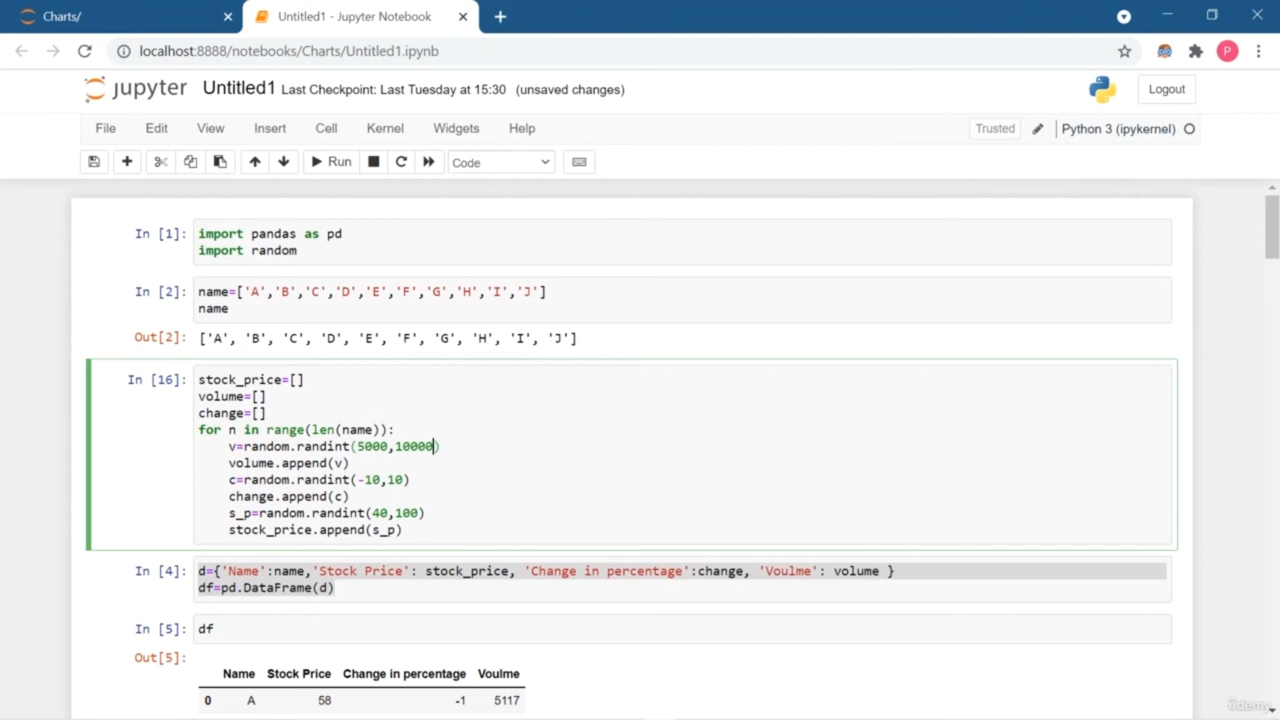 Charts/
Untitled1 - Jupyter Notebook
localhost:8888/notebooks/Charts/Untitled1.ipynb
P
jupyter Untitled1 Last Checkpoint: Last Tuesday at 15:30 (unsaved changes)
Logout
File Edit View Insert Cell Kernel Widgets Help
Trusted Python 3 (ipykernel)
Run Code
In [1]: import pandas as pd
import random
In [2]: name=['A','B','C','D','E','F','G','H','I','J']
name
Out[2]: ['A', 'B', 'C', 'D', 'E', 'F', 'G', 'H', 'I', 'J']
In [16]: stock_price=[]
volume=[]
change=[]
for n in range(len(name)):
v=random.randint(5000,10000)
volume.append(v)
c=random.randint(-10,10)
change.append(c)
s_p=random.randint(40,100)
stock_price.append(s_p)
In [4]: d={'Name':name,'Stock Price': stock_price, 'Change in percentage':change, 'Voulme': volume }
df=pd.DataFrame(d)
In [5]: df
Out[5]:
Name Stock Price Change in percentage Voulme
0 A 58 -1 5117
Udemy